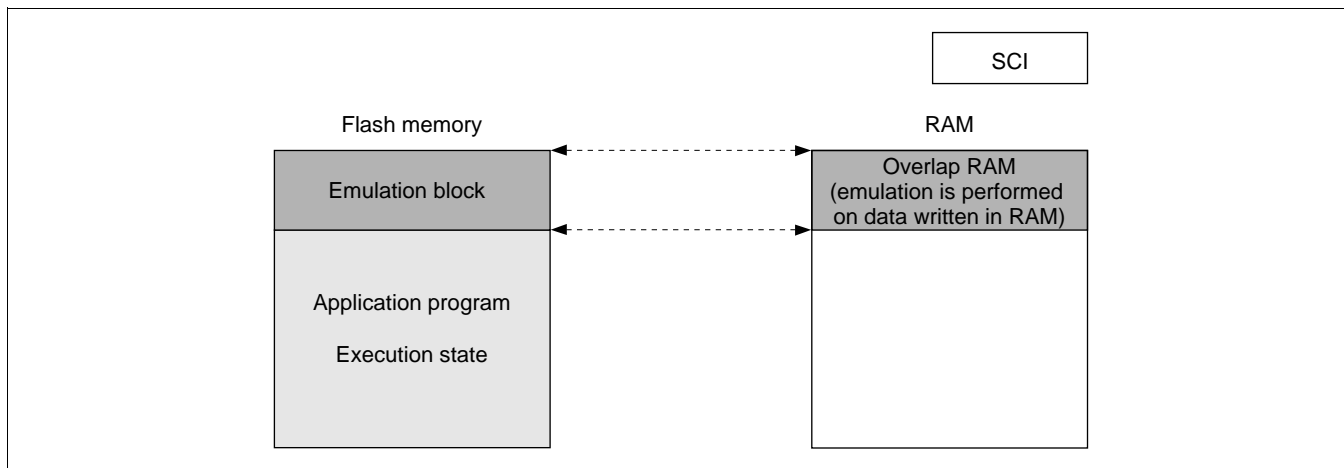 SCI
Flash memory
RAM
Emulation block
Overlap RAM
(emulation is performed
on data written in RAM)
Application program
Execution state